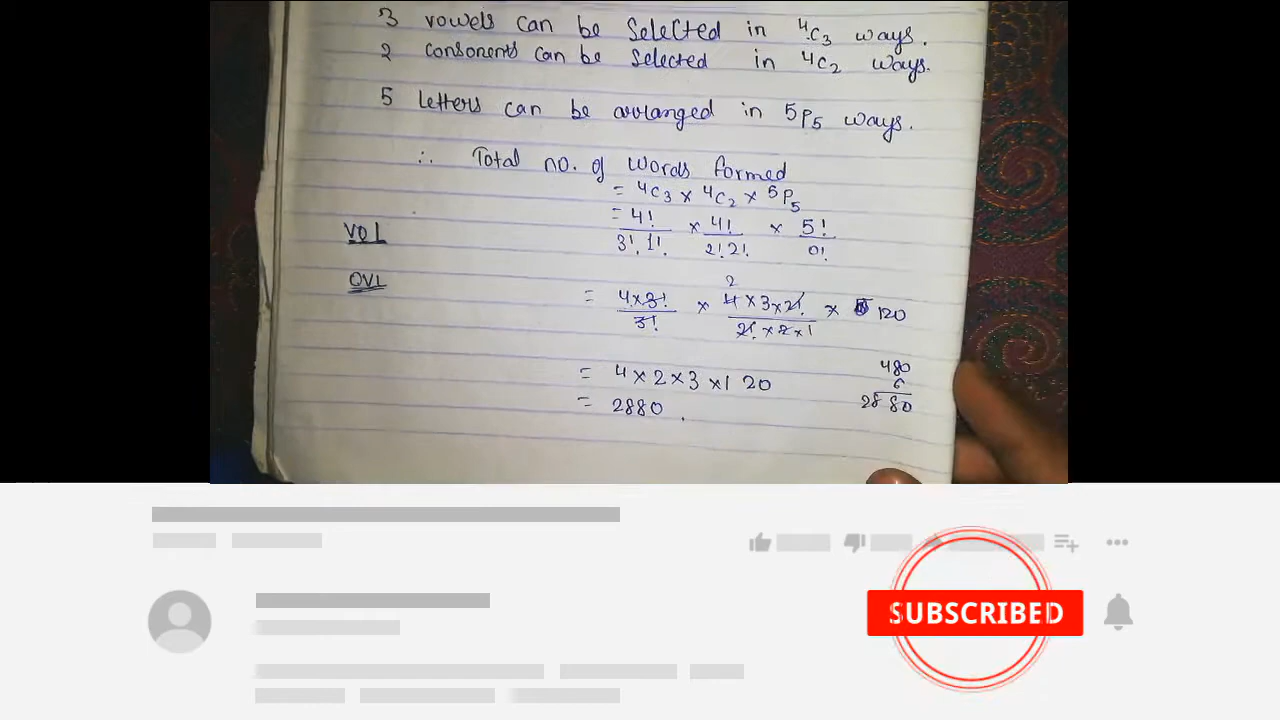 3 vowels can be Selected in ⁴C₃ ways.
2 consonents can be Selected in ⁴C₂ ways.
5 letters can be arranged in ⁵P₅ ways.
∴ Total no. of words formed
= ⁴C₃ × ⁴C₂ × ⁵P₅
= 4!/3! 1! × 4!/2! 2! × 5!/0!
VOL
OVL
2
= 4×3!/3! × 4×3×2!/2!×2×1 × 120
= 4×2×3×120
= 2880.
480
6
2880
SUBSCRIBED